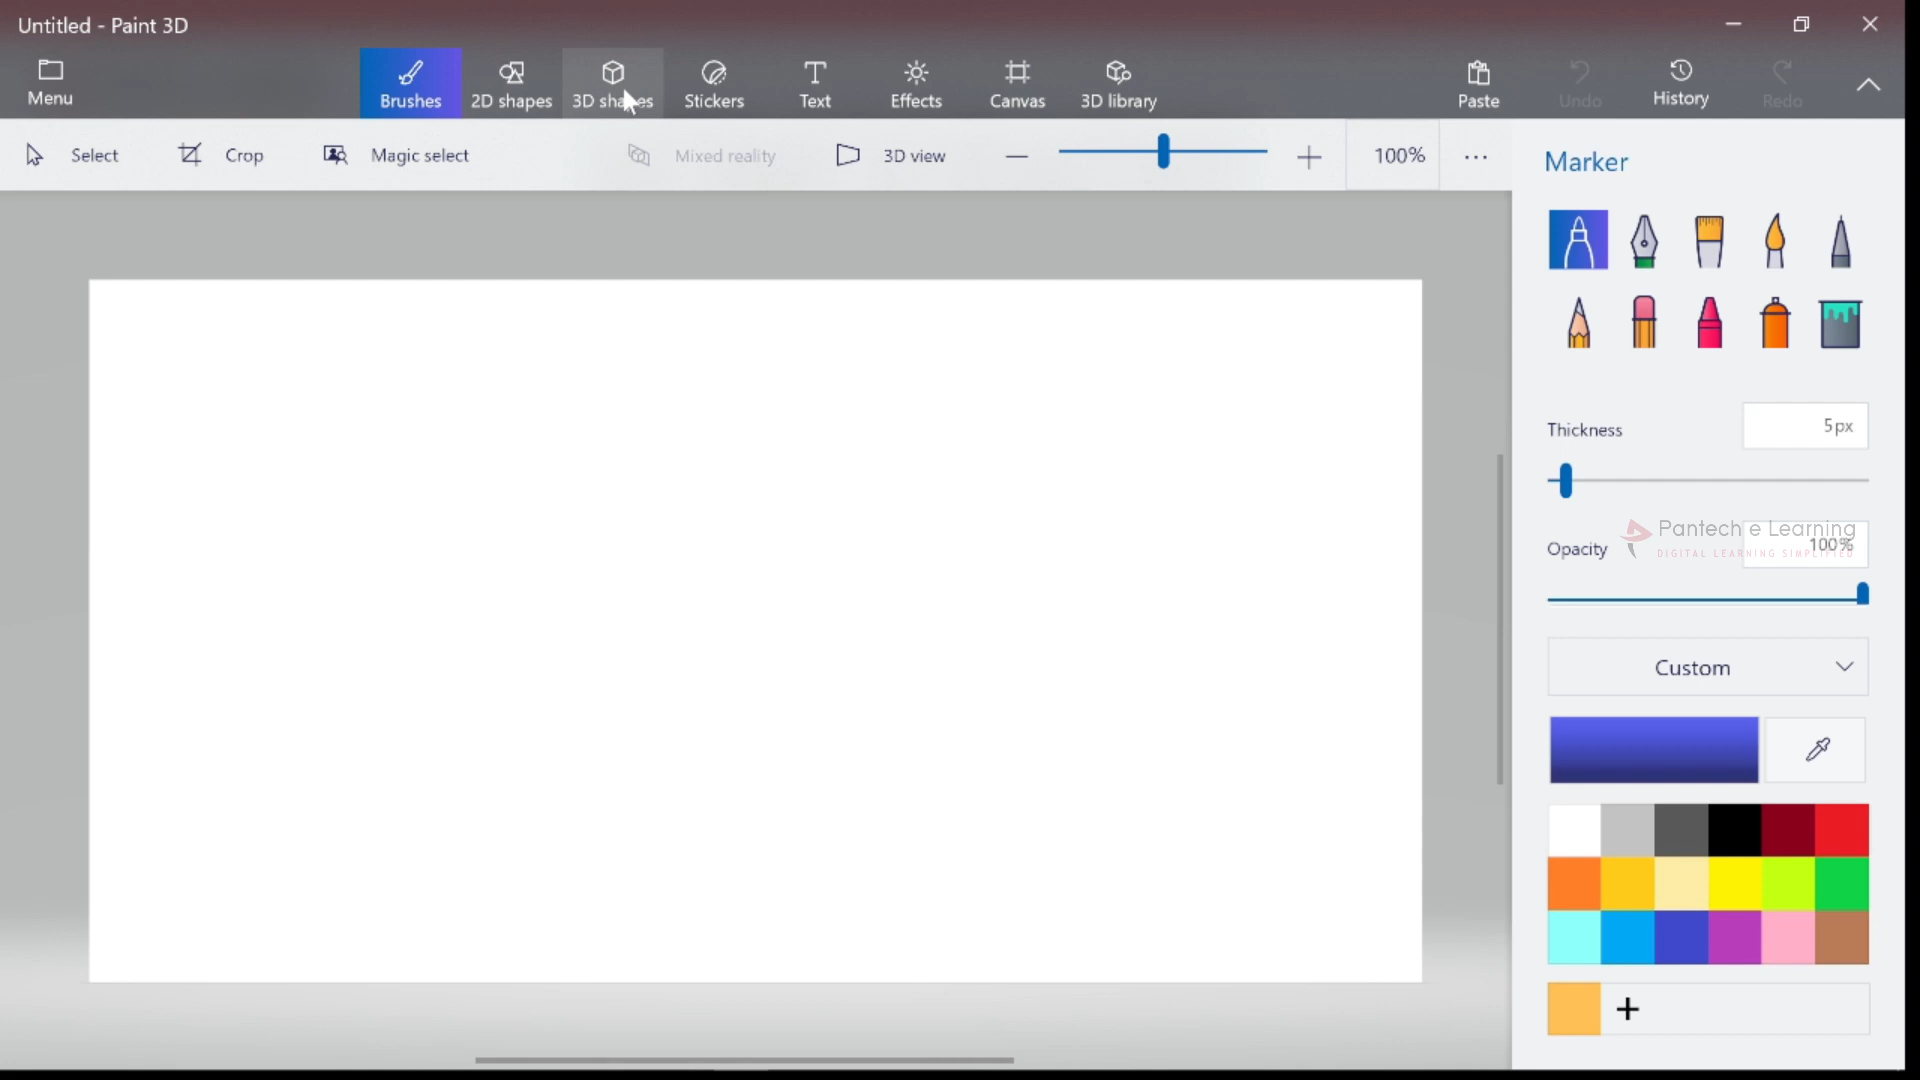 Untitled - Paint 3D
Menu
Brushes
2D shapes
3D shapes
Stickers
Text
Effects
Canvas
3D library
Paste
Undo
History
Redo
Select
Crop
Magic select
Mixed reality
3D view
100%
Marker
Thickness
5px
Pantech e Learning
DIGITAL LEARNING SIMPLIFIED
Opacity
100%
Custom